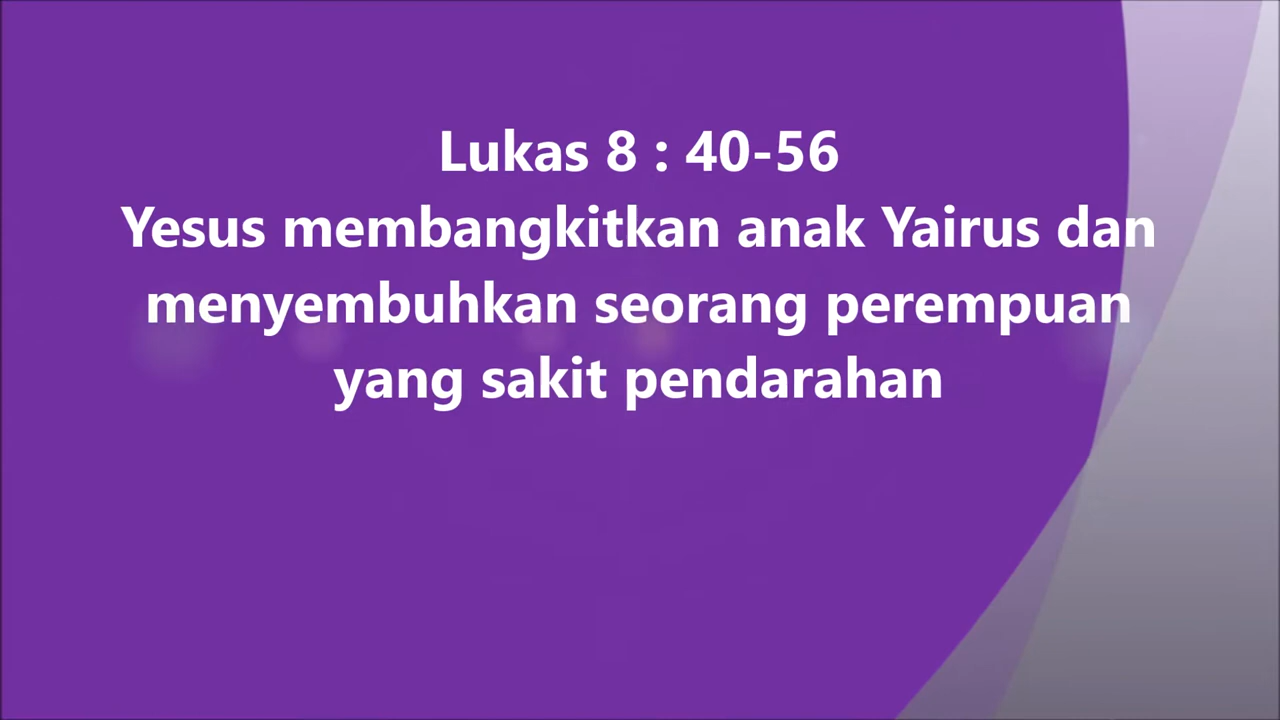 Lukas 8 : 40-56
Yesus membangkitkan anak Yairus dan
menyembuhkan seorang perempuan
yang sakit pendarahan